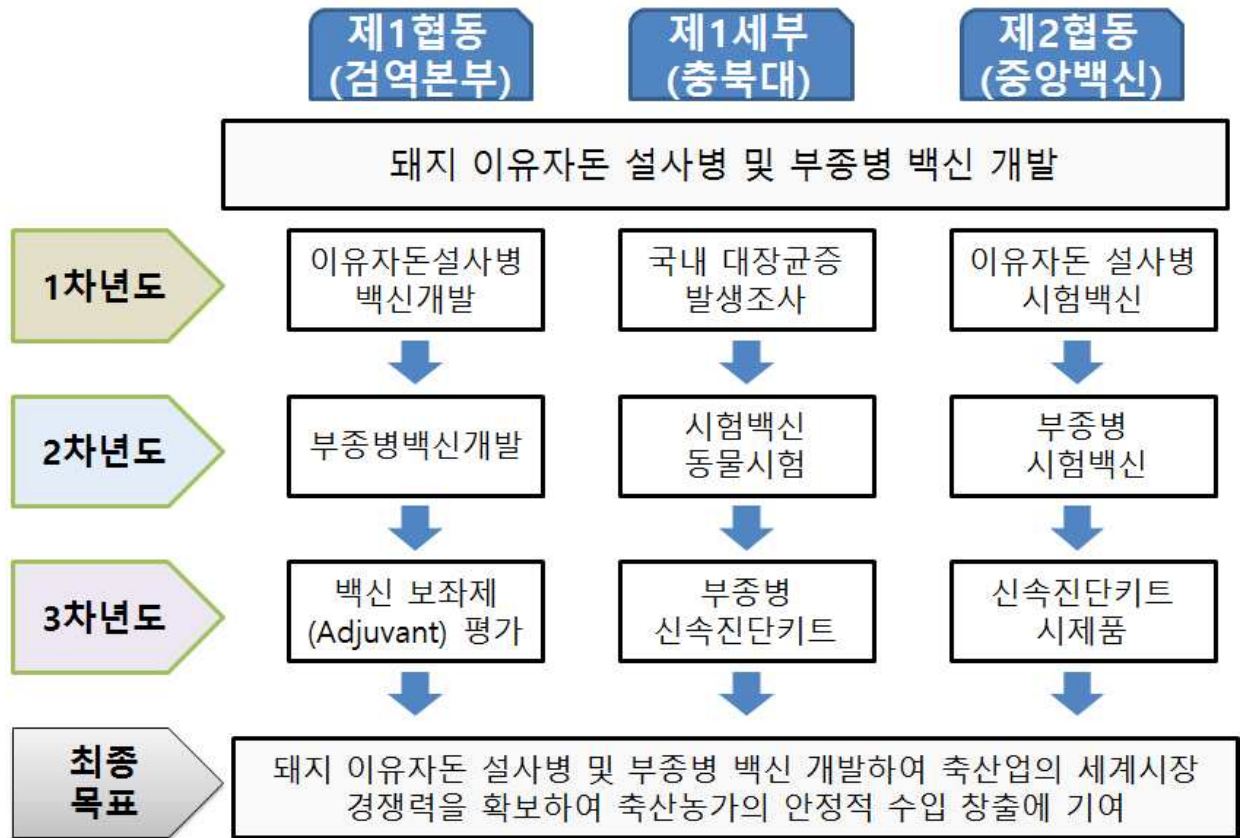 제1협동
(검역본부)
제1세부
(충북대)
제2협동
(중앙백신)
돼지 이유자돈 설사병 및 부종병 백신 개발
1차년도
이유자돈설사병
백신개발
국내 대장균증
발생조사
이유자돈 설사병
시험백신
2차년도
부종병백신개발
시험백신
동물시험
부종병
시험백신
3차년도
백신 보좌제
(Adjuvant) 평가
부종병
신속진단키트
신속진단키트
시제품
최종
목표
돼지 이유자돈 설사병 및 부종병 백신 개발하여 축산업의 세계시장
경쟁력을 확보하여 축산농가의 안정적 수입 창출에 기여